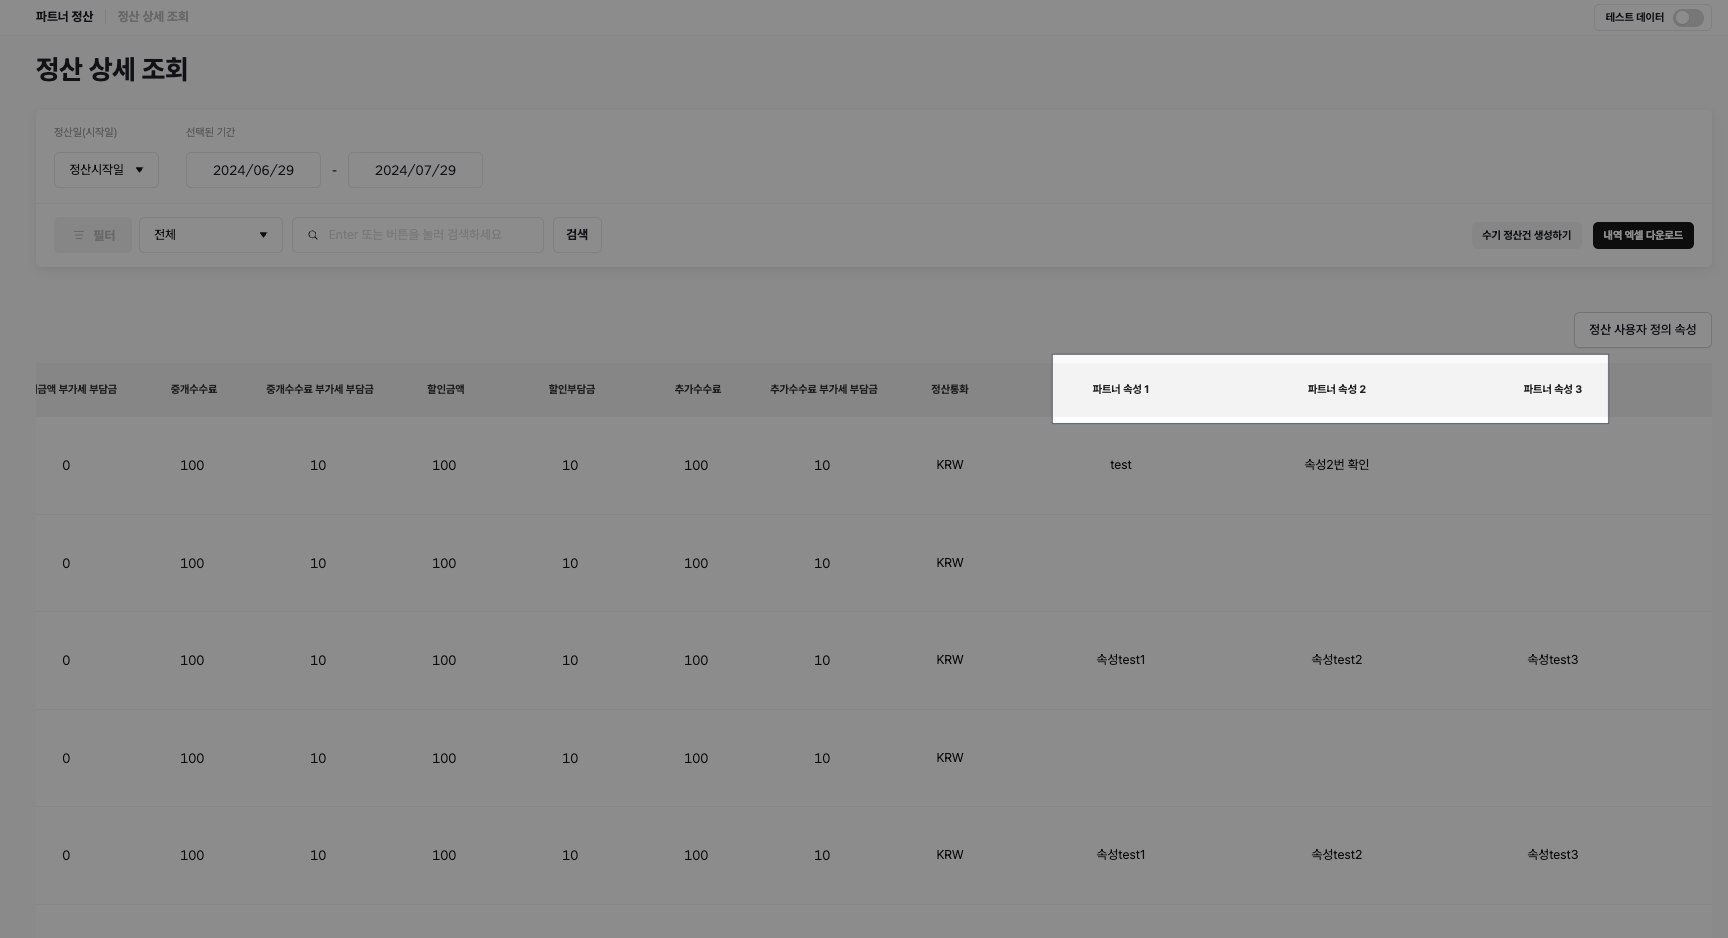 파트너 정산 정산 상세 조회 테스트 데이터
정산 상세 조회
정산일(시작일) 선택된 기간
정산시작일 2024/06/29 - 2024/07/29
필터 전체 Enter 또는 버튼을 눌러 검색하세요 검색 수기 정산건 생성하기 내역 엑셀 다운로드
정산 사용자 정의 속성
금액 부가세 부담금 중개수수료 중개수수료 부가세 부담금 할인금액 할인부담금 추가수수료 추가수수료 부가세 부담금 정산통화 파트너 속성 1 파트너 속성 2 파트너 속성 3
0 100 10 100 10 100 10 KRW test 속성2번 확인
0 100 10 100 10 100 10 KRW
0 100 10 100 10 100 10 KRW 속성test1 속성test2 속성test3
0 100 10 100 10 100 10 KRW
0 100 10 100 10 100 10 KRW 속성test1 속성test2 속성test3